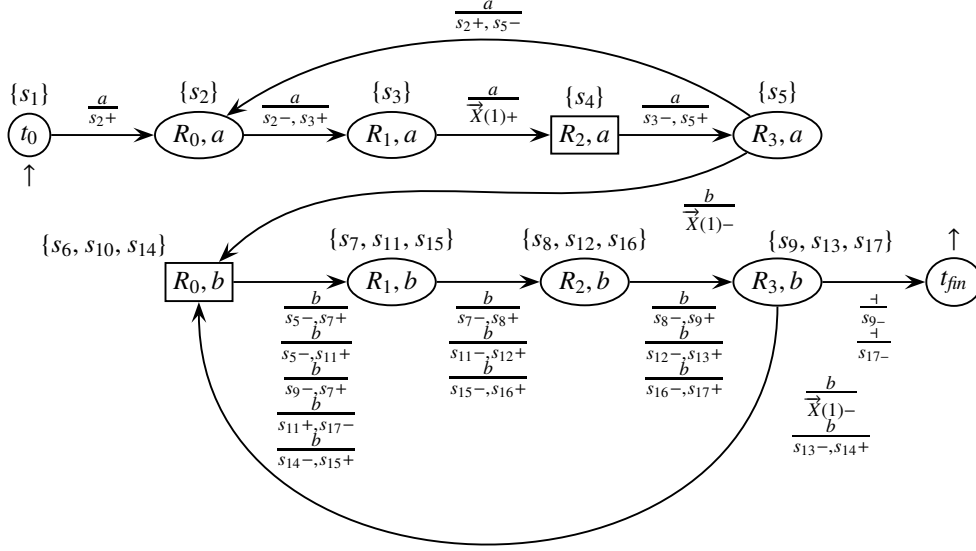 a
s2+, s5−
{s1} {s2} {s3} {s4} {s5}
a/s2+ a/s2−, s3+ a/X⃗(1)+ a/s3−, s5+
t0 R0, a R1, a R2, a R3, a
↑
b/X⃗(1)− ↑
{s6, s10, s14} {s7, s11, s15} {s8, s12, s16} {s9, s13, s17}
R0, b R1, b R2, b R3, b tfin
b/s5−,s7+ b/s7−,s8+ b/s8−,s9+ ⊣/s9−
b/s5−,s11+ b/s11−,s12+ b/s12−,s13+ ⊣/s17−
b/s9−,s7+ b/s15−,s16+ b/s16−,s17+
b/s11+,s17− b/X⃗(1)−
b/s14−,s15+ b/s13−,s14+